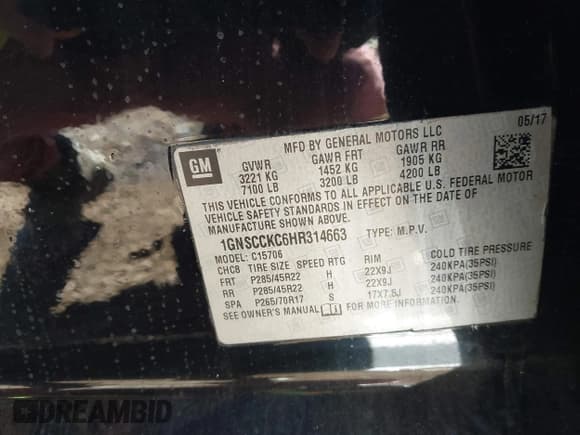 05/17
MFD BY GENERAL MOTORS LLC
GM
GVWR GAWR FRT GAWR RR
3221 KG 1452 KG 1905 KG
7100 LB 3200 LB 4200 LB
THIS VEHICLE CONFORMS TO ALL APPLICABLE U.S. FEDERAL MOTOR
VEHICLE SAFETY STANDARDS IN EFFECT ON THE DATE OF
MANUFACTURE SHOWN ABOVE.
1GNSCCKC6HR314663 TYPE: M.P.V.
MODEL: C15706
CHCB TIRE SIZE SPEED RTG RIM COLD TIRE PRESSURE
FRT P285/45R22 H 22X9J 240KPA(35PSI)
RR P285/45R22 H 22X9J 240KPA(35PSI)
SPA P265/70R17 S 17X7.5J 240KPA(35PSI)
SEE OWNER'S MANUAL FOR MORE INFORMATION.
DREAMBID